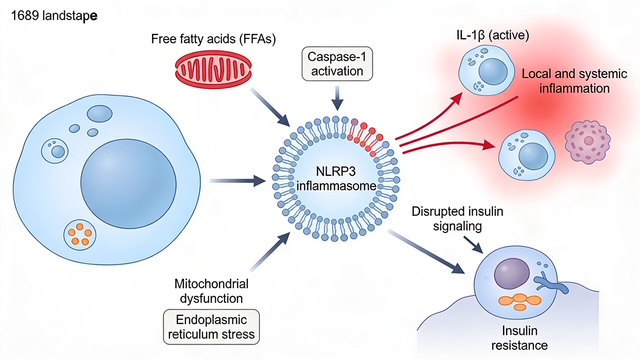 1689 landstape
Free fatty acids (FFAs)
Caspase-1
activation
IL-1β (active)
Local and systemic
inflammation
NLRP3
inflammasome
Disrupted insulin
signaling
Mitochondrial
dysfunction
Endoplasmic
reticulum stress
Insulin
resistance